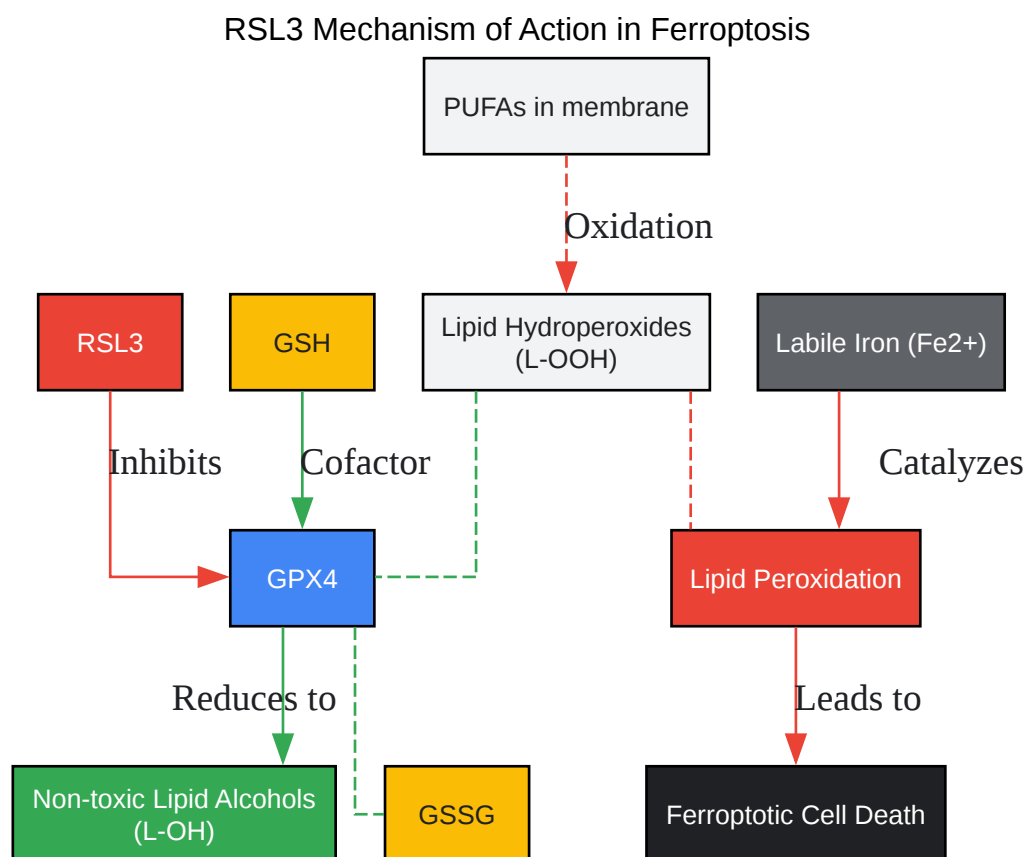 RSL3 Mechanism of Action in Ferroptosis
PUFAs in membrane
Oxidation
RSL3
GSH
Lipid Hydroperoxides
(L-OOH)
Labile Iron (Fe2+)
Inhibits
Cofactor
Catalyzes
GPX4
Lipid Peroxidation
Reduces to
Leads to
Non-toxic Lipid Alcohols
(L-OH)
GSSG
Ferroptotic Cell Death